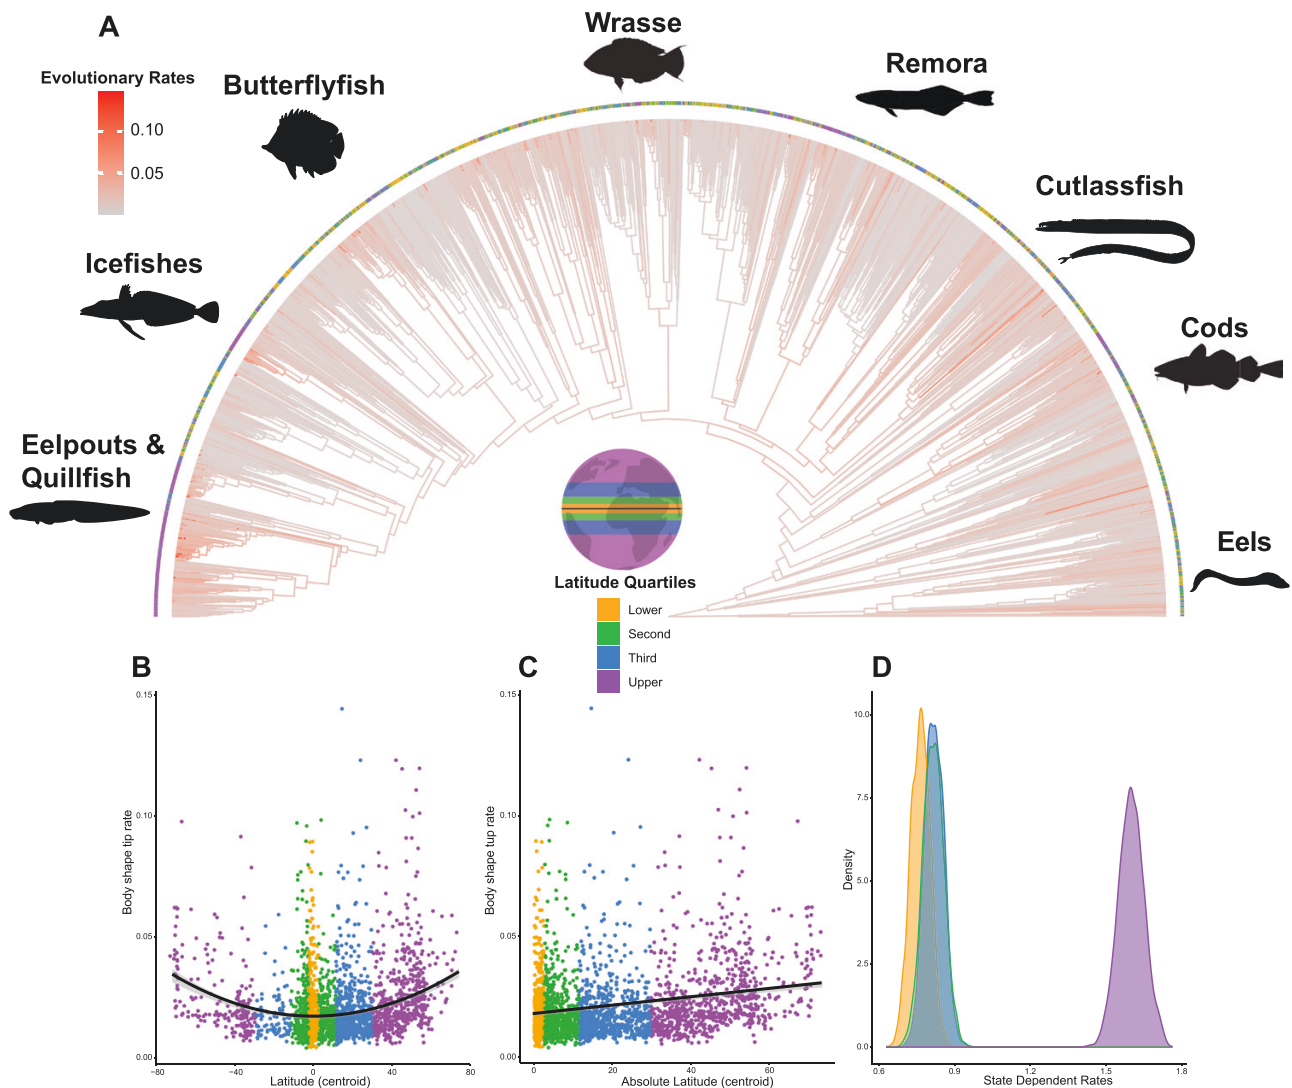 A
Wrasse
Remora
Evolutionary Rates
Butterflyfish
0.10
0.05
Cutlassfish
Icefishes
Cods
Eelpouts &
Quillfish
Eels
Latitude Quartiles
Lower
Second
Third
Upper
B
0.15
0.10
0.05
0.00
Body shape tip rate
−80
−40
0
40
80
Latitude (centroid)
C
0.15
0.10
0.05
0.00
Body shape tup rate
0
20
40
60
Absolute Latitude (centroid)
D
10.0
7.5
5.0
2.5
0.0
Density
0.6
0.9
1.2
1.5
1.8
State Dependent Rates